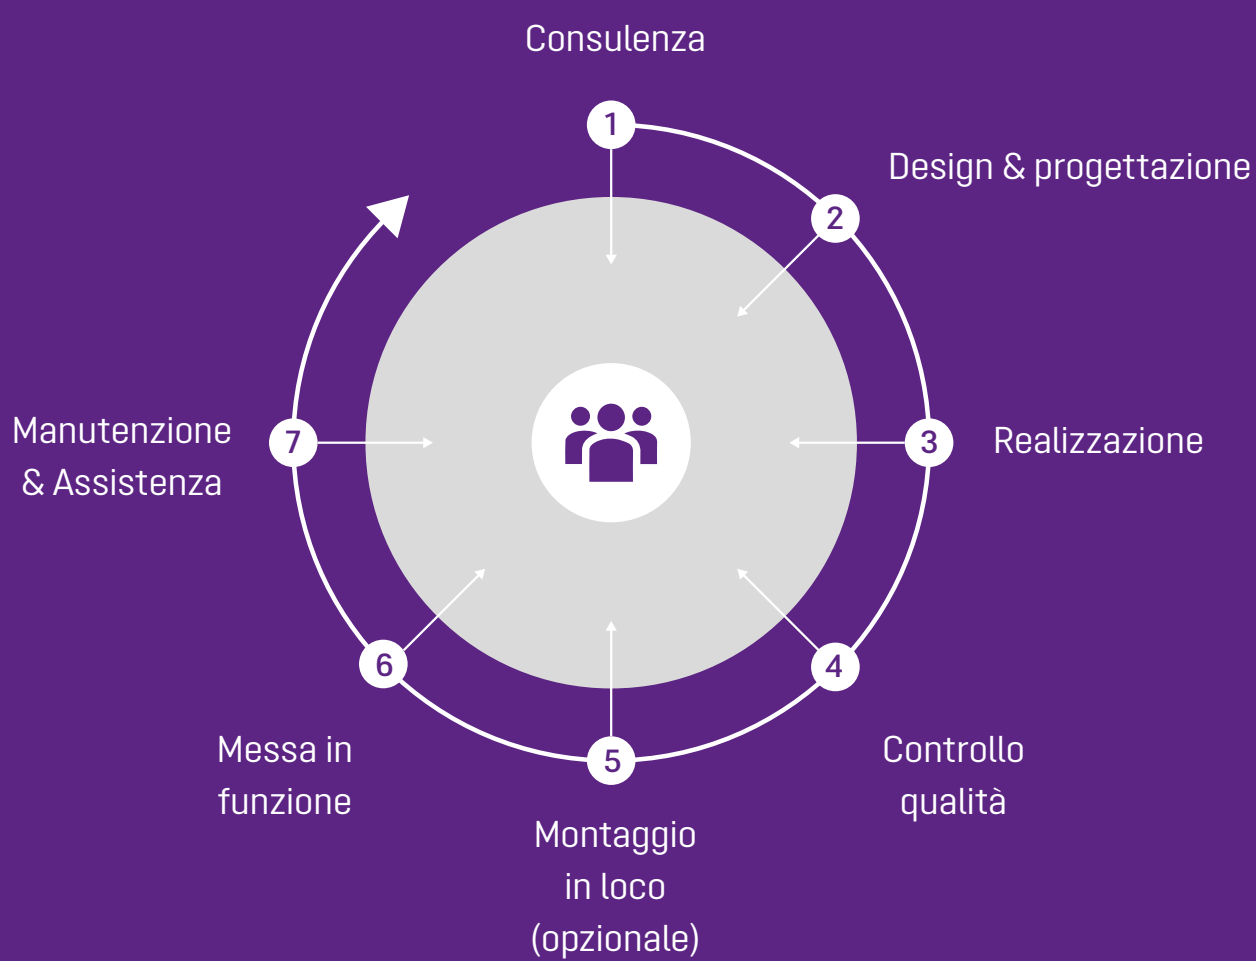 Consulenza
1
Design & progettazione
2
3
Realizzazione
4
Controllo
qualità
5
Montaggio
in loco
(opzionale)
6
Messa in
funzione
7
Manutenzione
& Assistenza